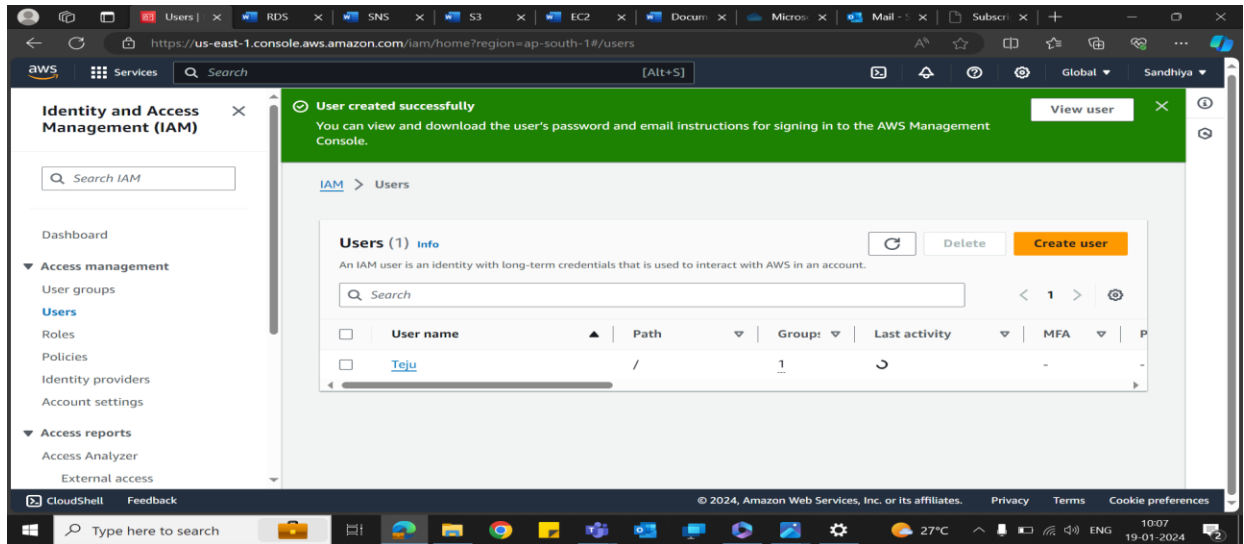 Users |
RDS
SNS
S3
EC2
Docum
Micros
Mail - S
Subscri
https://us-east-1.console.aws.amazon.com/iam/home?region=ap-south-1#/users
aws
Services
Search
[Alt+S]
Global
Sandhiya
Identity and Access
Management (IAM)
Search IAM
Dashboard
Access management
User groups
Users
Roles
Policies
Identity providers
Account settings
Access reports
Access Analyzer
External access
User created successfully
You can view and download the user's password and email instructions for signing in to the AWS Management
Console.
View user
IAM > Users
Users (1) Info
Delete
Create user
An IAM user is an identity with long-term credentials that is used to interact with AWS in an account.
Search
1
User name
Path
Group:
Last activity
MFA
P
Teju
/
1
-
-
CloudShell
Feedback
© 2024, Amazon Web Services, Inc. or its affiliates.
Privacy
Terms
Cookie preferences
Type here to search
27°C
ENG
10:07
19-01-2024
2